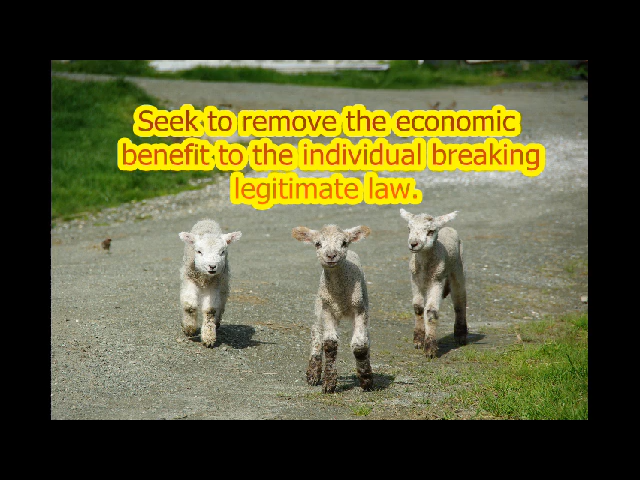 Seek to remove the economic
benefit to the individual breaking
legitimate law.